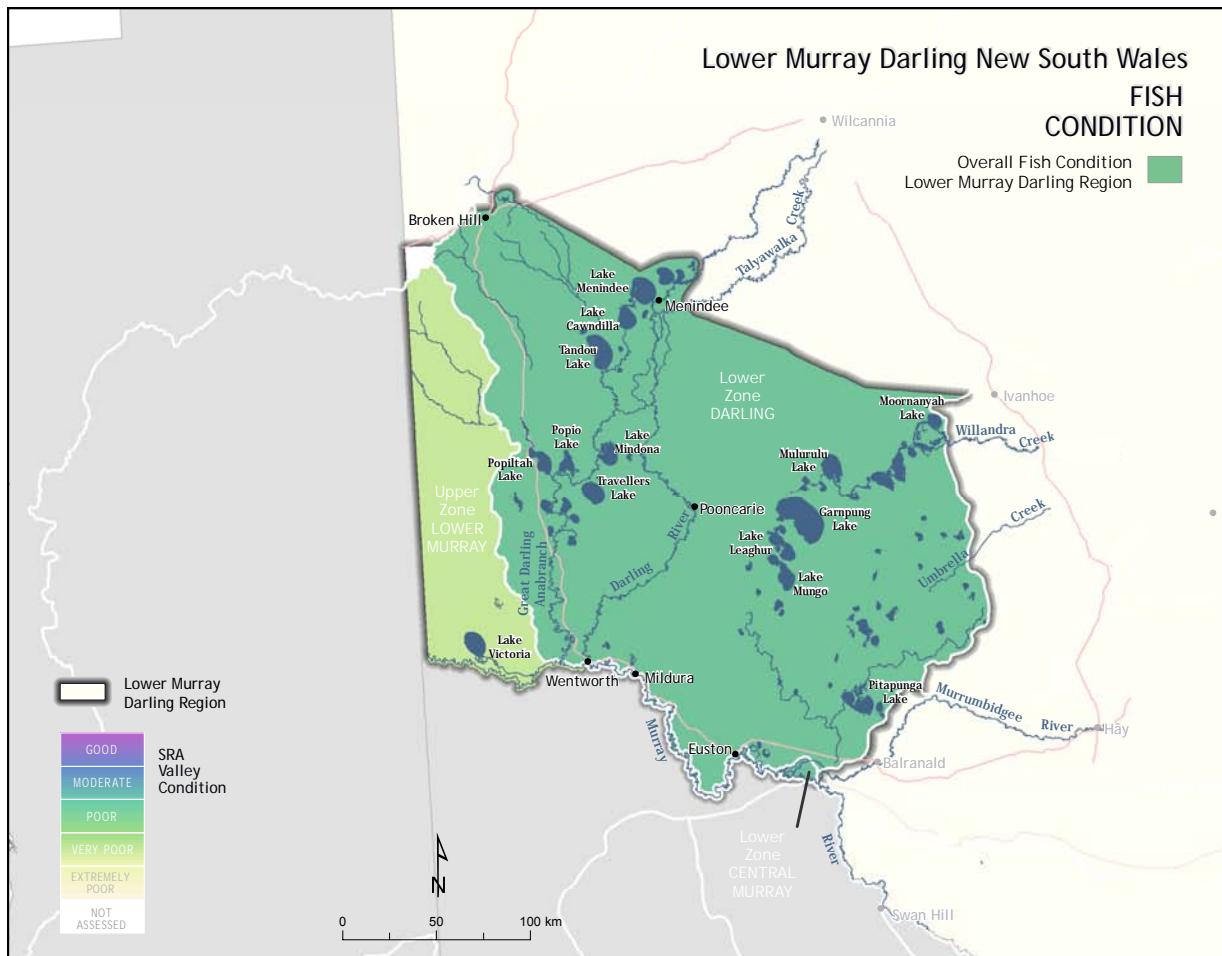 Lower Murray Darling New South Wales
FISH
CONDITION
Overall Fish Condition
Lower Murray Darling Region
Wilcannia
Talyawalka
Creek
Broken Hill
Lake
Menindee
Menindee
Lake
Cawndilla
Tandou
Lake
Lower
Zone
DARLING
Ivanhoe
Moornanyah
Lake
Willandra
Creek
Popio
Lake
Lake
Mindona
Popiltah
Lake
Mulurulu
Lake
Travellers
Lake
Upper
Zone
LOWER
MURRAY
Pooncarie
Garnpung
Lake
Creek
Umbrella
Lake
Leaghur
Lake
Mungo
Great Darling
Anabranch
Darling
River
Lake
Victoria
Wentworth
Mildura
Pitapunga
Lake
Murrumbidgee
River
Hay
Murray
Euston
Balranald
River
Lower
Zone
CENTRAL
MURRAY
Swan Hill
Lower Murray
Darling Region
GOOD
MODERATE
POOR
VERY POOR
EXTREMELY
POOR
NOT
ASSESSED
SRA
Valley
Condition
N
0
50
100 km